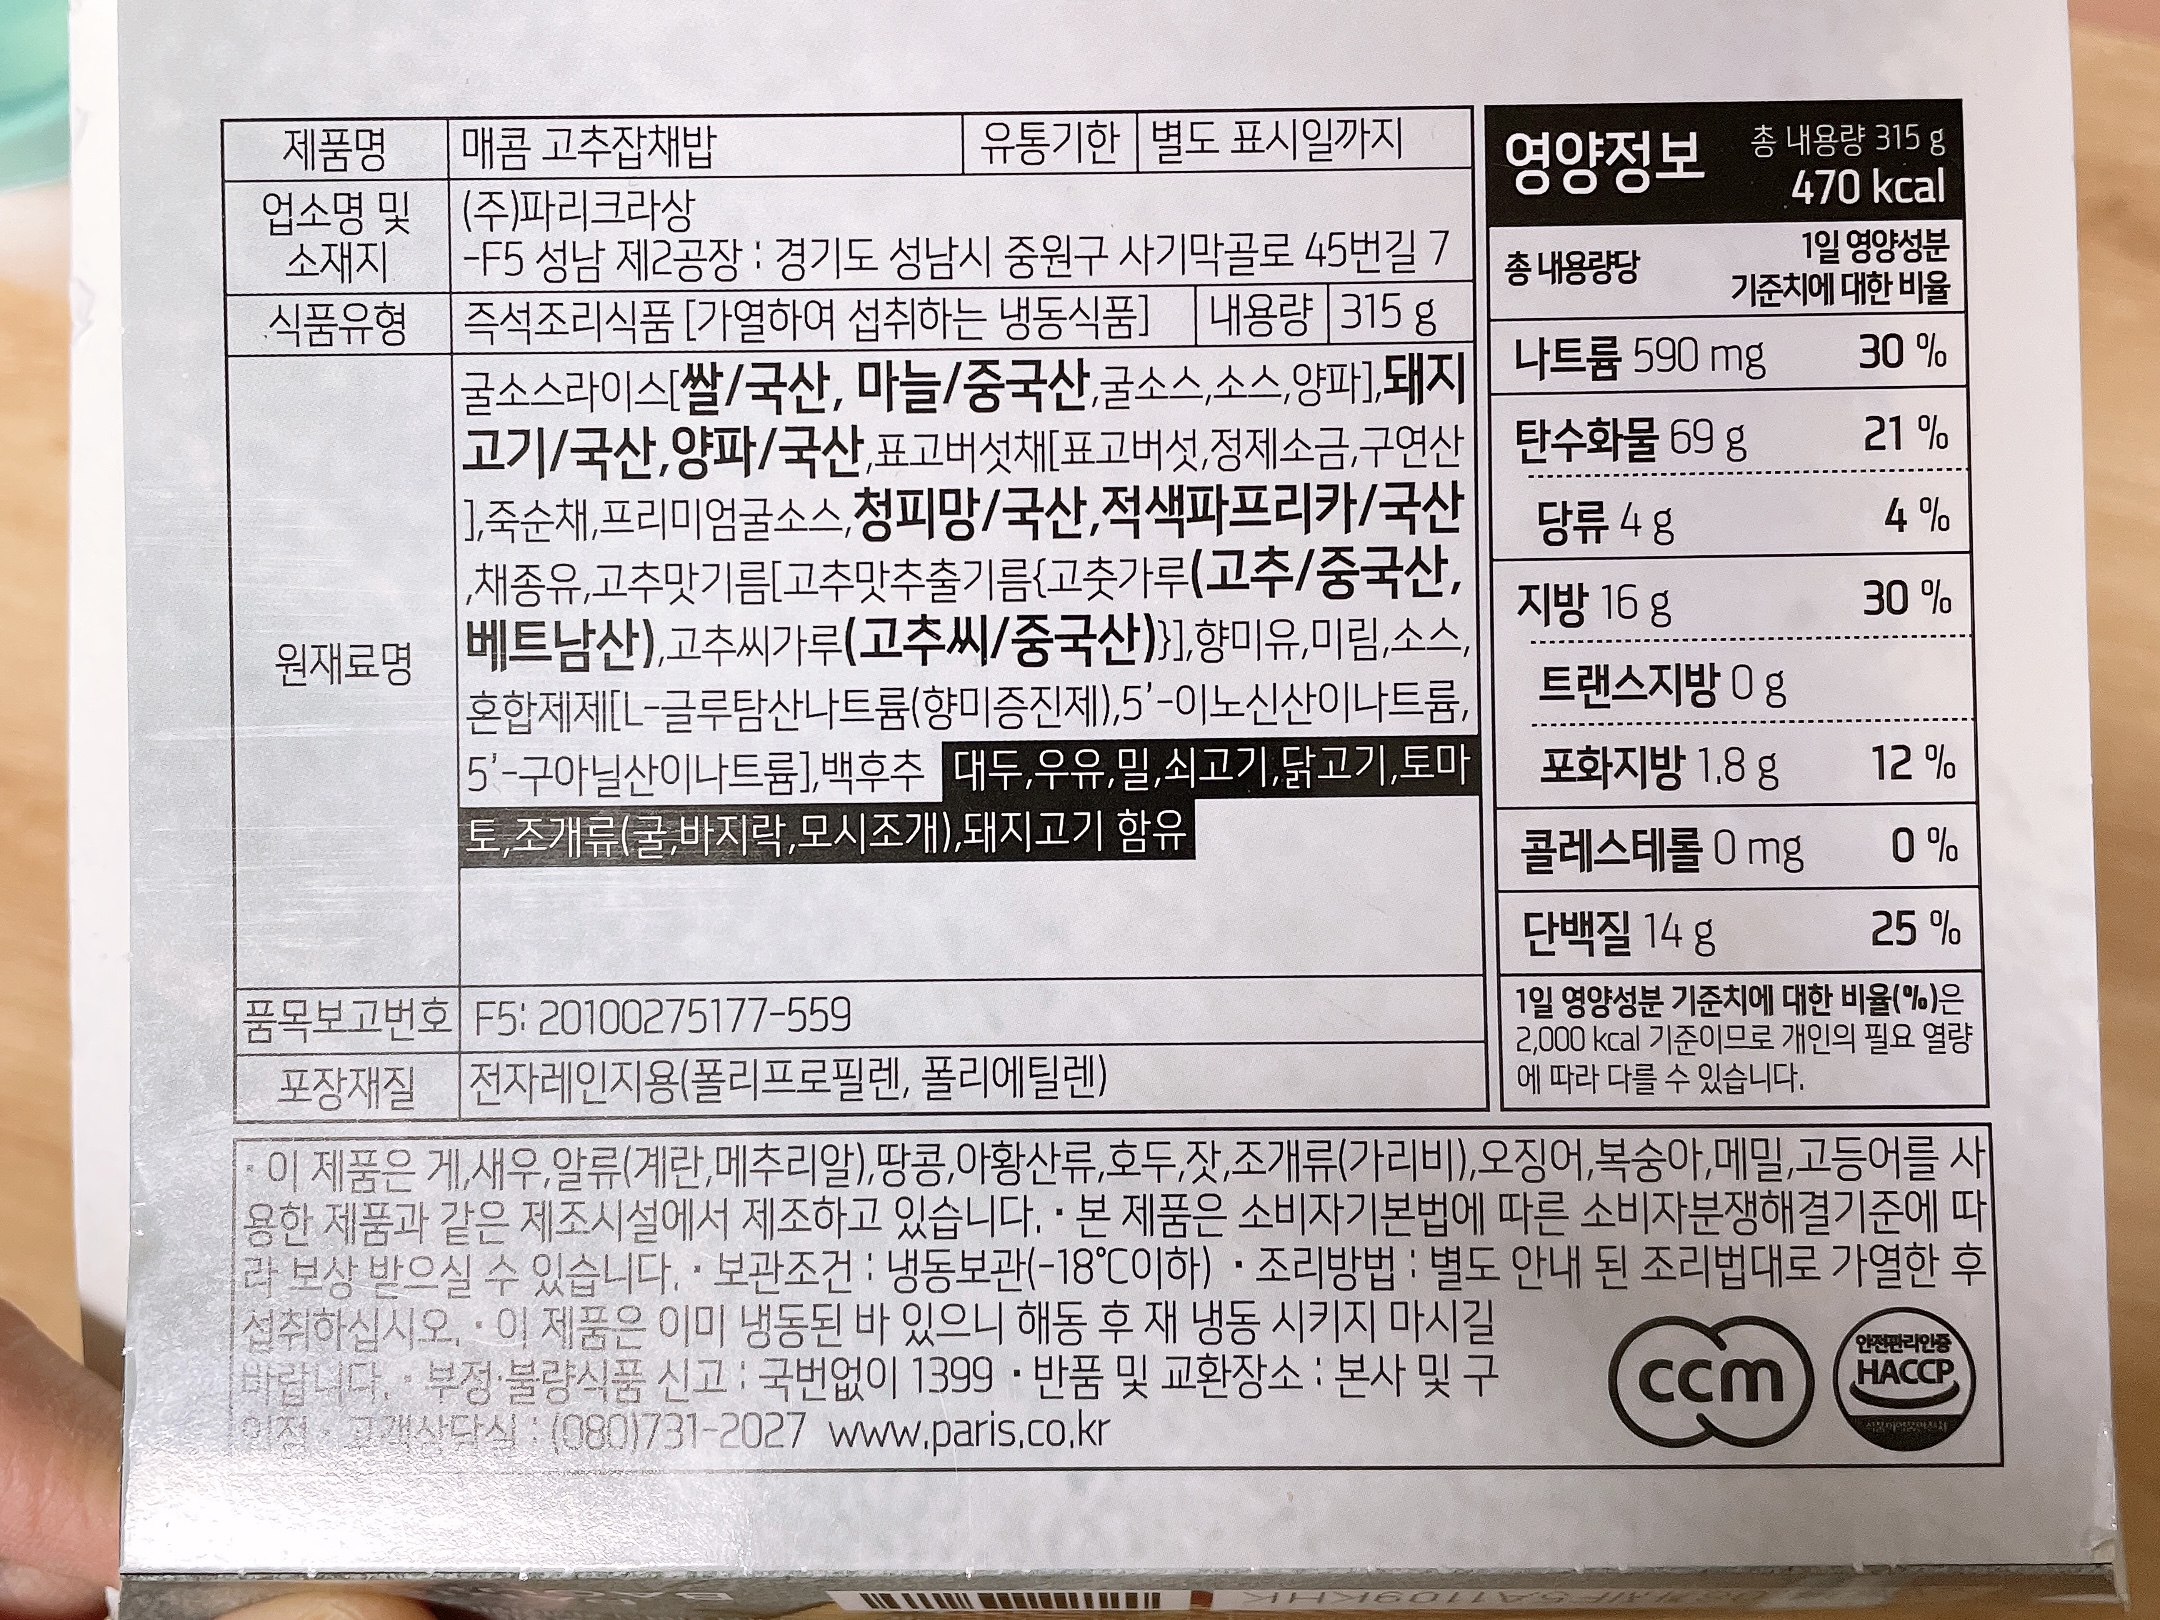 제품명 매콤 고추잡채밥 유통기한 별도 표시일까지
업소명 및 소재지 (주)파리크라상
-F5 성남 제2공장 : 경기도 성남시 중원구 사기막골로 45번길 7
식품유형 즉석조리식품 [가열하여 섭취하는 냉동식품] 내용량 315 g
원재료명
굴소스라이스[쌀/국산, 마늘/중국산,굴소스,소스,양파],돼지
고기/국산,양파/국산,표고버섯채[표고버섯,정제소금,구연산
],죽순채,프리미엄굴소스,청피망/국산,적색파프리카/국산
,채종유,고추맛기름[고추맛추출기름{고춧가루(고추/중국산,
베트남산),고추씨가루(고추씨/중국산)}],향미유,미림,소스,
혼합제제[L-글루탐산나트륨(향미증진제),5'-이노신산이나트륨,
5'-구아닐산이나트륨],백후추 대두,우유,밀,쇠고기,닭고기,토마
토,조개류(굴,바지락,모시조개),돼지고기 함유
품목보고번호 F5: 20100275177-559
포장재질 전자레인지용(폴리프로필렌, 폴리에틸렌)
영양정보 총 내용량 315 g
470 kcal
총 내용량당 1일 영양성분
기준치에 대한 비율
나트륨 590 mg 30 %
탄수화물 69 g 21 %
당류 4 g 4 %
지방 16 g 30 %
트랜스지방 0 g
포화지방 1.8 g 12 %
콜레스테롤 0 mg 0 %
단백질 14 g 25 %
1일 영양성분 기준치에 대한 비율(%)은
2,000 kcal 기준이므로 개인의 필요 열량
에 따라 다를 수 있습니다.
· 이 제품은 게,새우,알류(계란,메추리알),땅콩,아황산류,호두,잣,조개류(가리비),오징어,복숭아,메밀,고등어를 사
용한 제품과 같은 제조시설에서 제조하고 있습니다. · 본 제품은 소비자기본법에 따른 소비자분쟁해결기준에 따
라 보상 받으실 수 있습니다. · 보관조건 : 냉동보관(-18℃이하) · 조리방법 : 별도 안내 된 조리법대로 가열한 후
섭취하십시오. · 이 제품은 이미 냉동된 바 있으니 해동 후 재 냉동 시키지 마시길
바랍니다. · 부정·불량식품 신고 : 국번없이 1399 · 반품 및 교환장소 : 본사 및 구
입점 · 고객상담실 : (080)731-2027 www.paris.co.kr
ccm
안전관리인증
HACCP